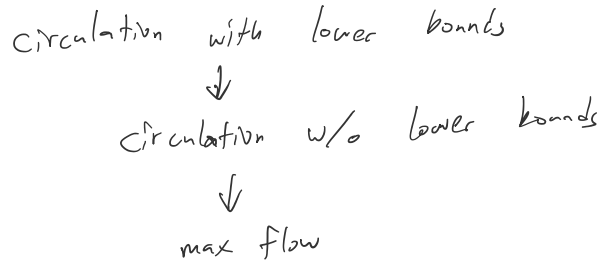 circulation with lower bounds
circulation w/o lower bounds
max flow